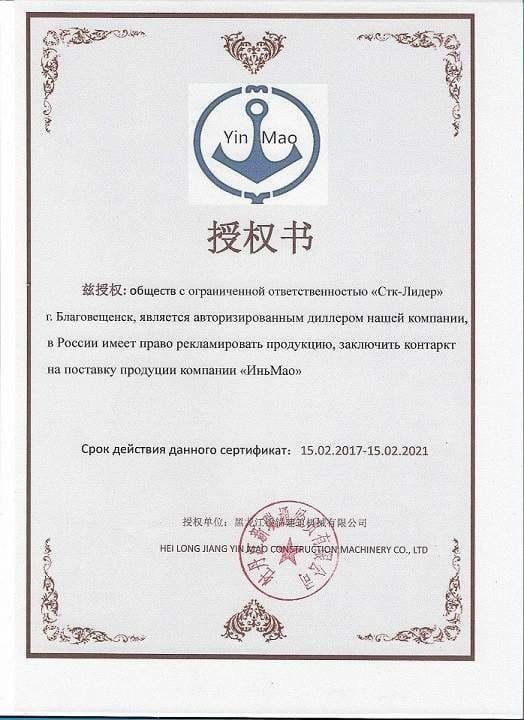 Yin Mao
授权书
兹授权: обществ с ограниченной ответственностью «Стк-Лидер»
г. Благовещенск, является авторизированным диллером нашей компании,
в России имеет право рекламировать продукцию, заключить контаркт
на поставку продуции компании «ИньМао»
Срок действия данного сертификат: 15.02.2017-15.02.2021
授权单位: 黑龙江 建筑机械有限公司
HEI LONG JIANG YIN MAO CONSTRUCTION MACHINERY CO., LTD